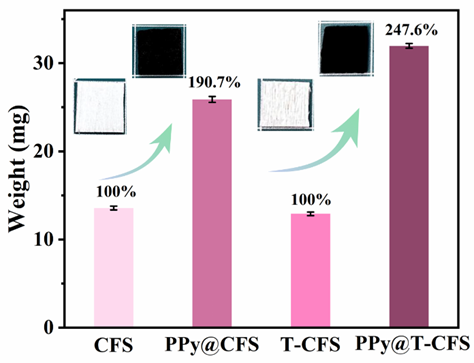 Weight (mg)
30
20
10
0
100%
190.7%
100%
247.6%
CFS
PPy@CFS
T-CFS
PPy@T-CFS